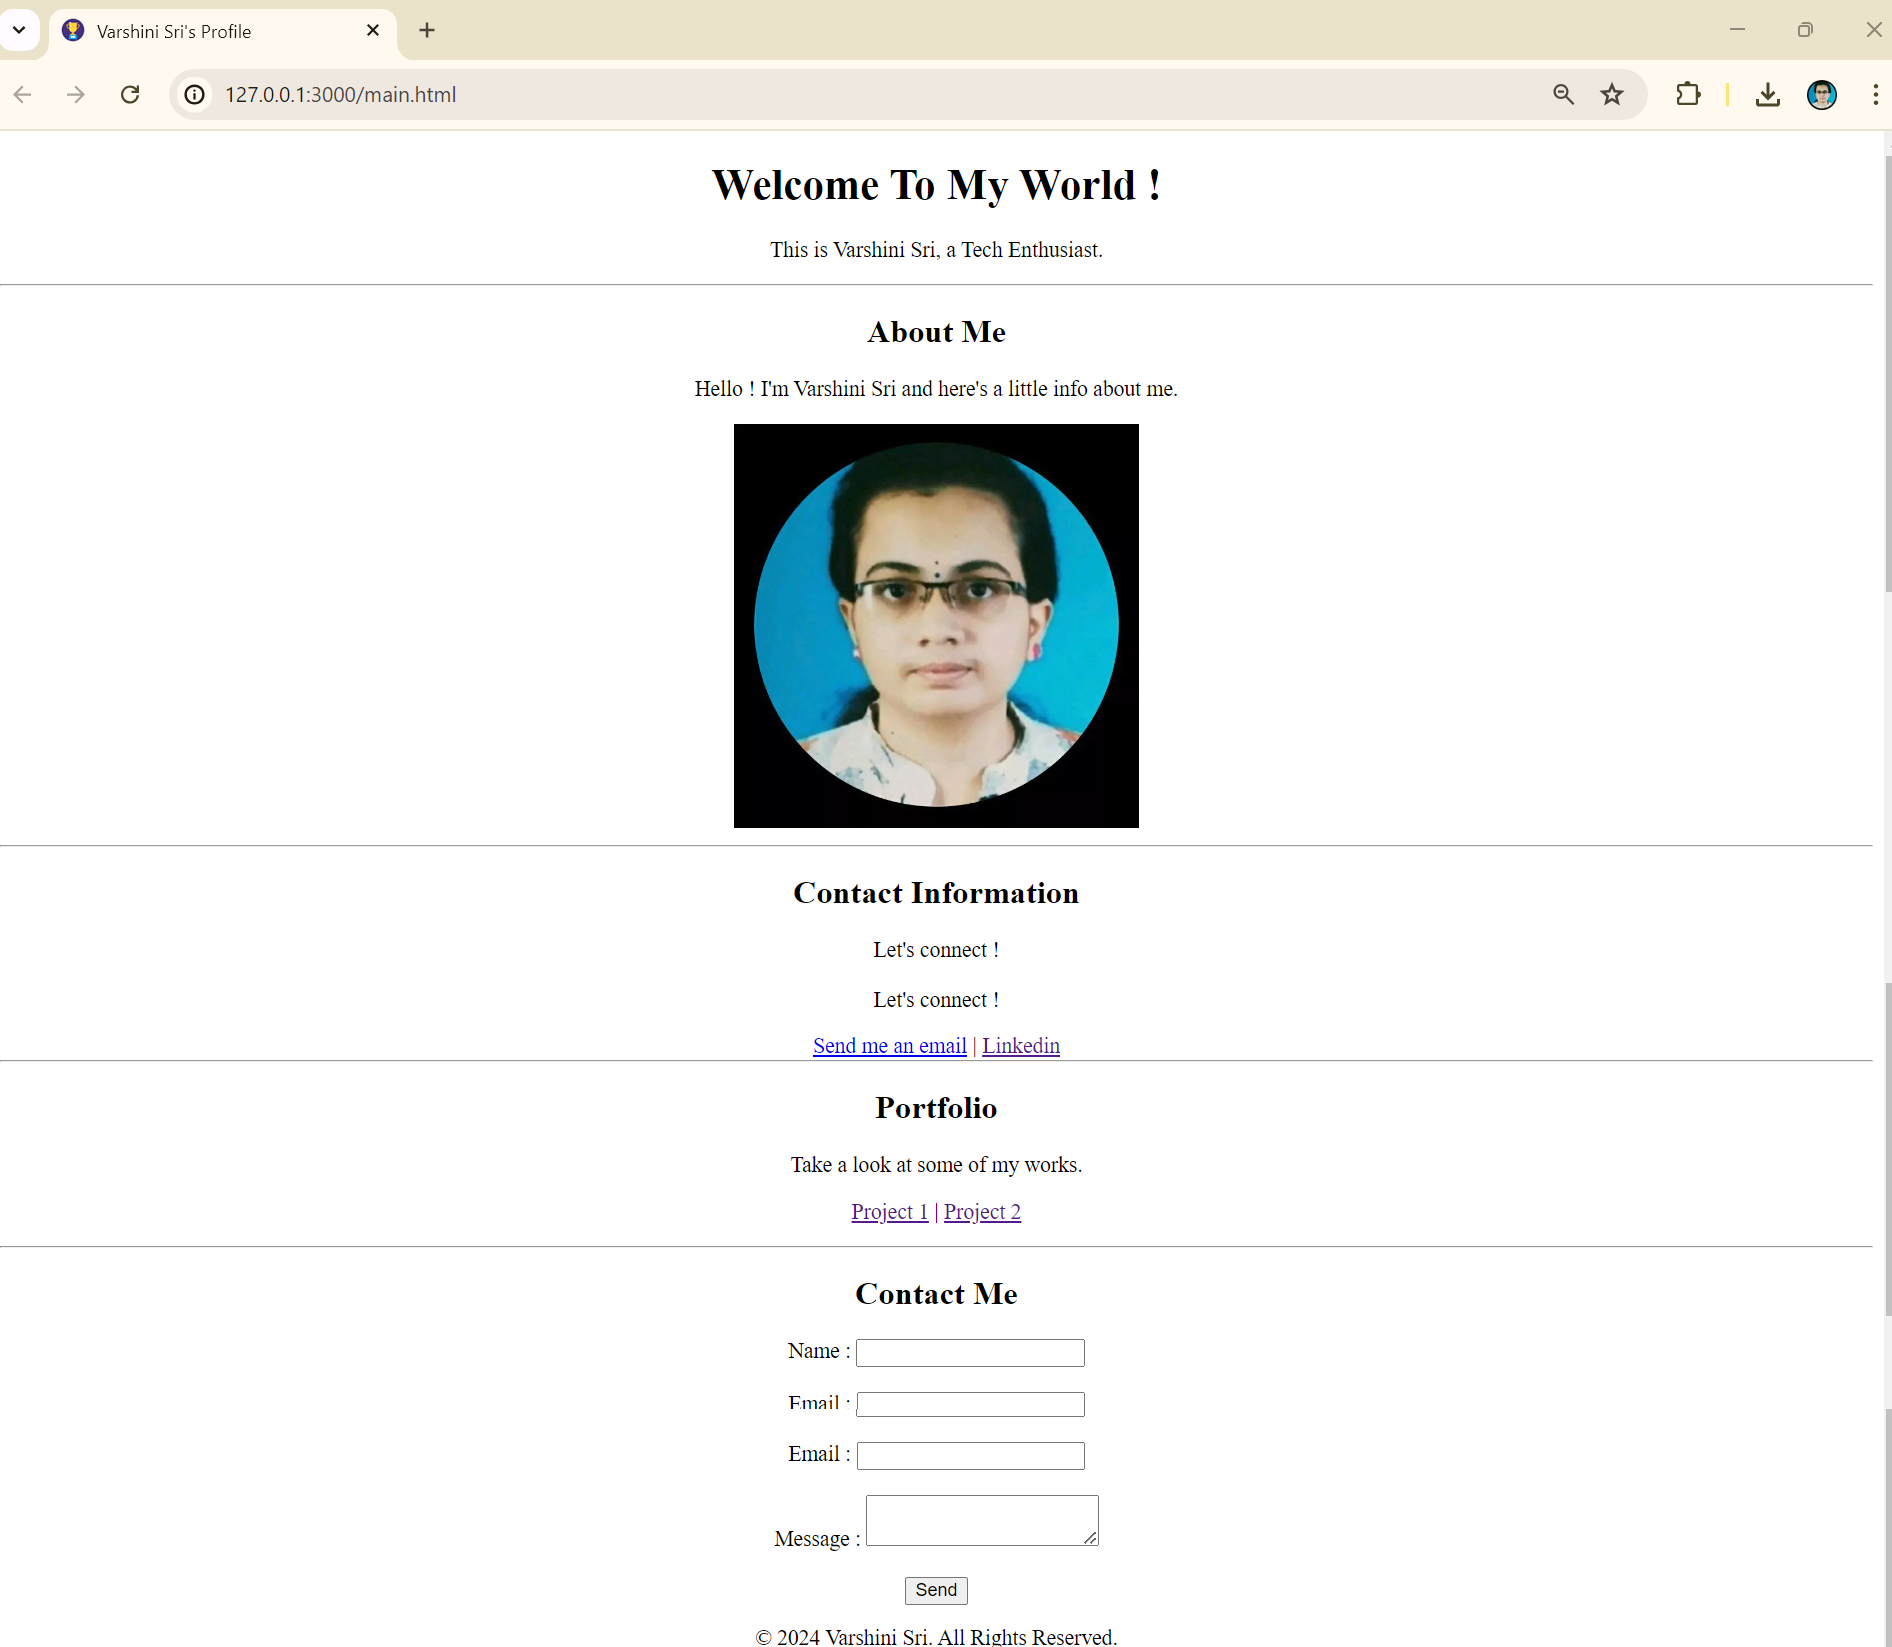 Varshini Sri's Profile
127.0.0.1:3000/main.html
Welcome To My World !
This is Varshini Sri, a Tech Enthusiast.
About Me
Hello ! I'm Varshini Sri and here's a little info about me.
Contact Information
Let's connect !
Let's connect !
Send me an email | Linkedin
Portfolio
Take a look at some of my works.
Project 1 | Project 2
Contact Me
Name :
Email :
Email :
Message :
Send
© 2024 Varshini Sri. All Rights Reserved.